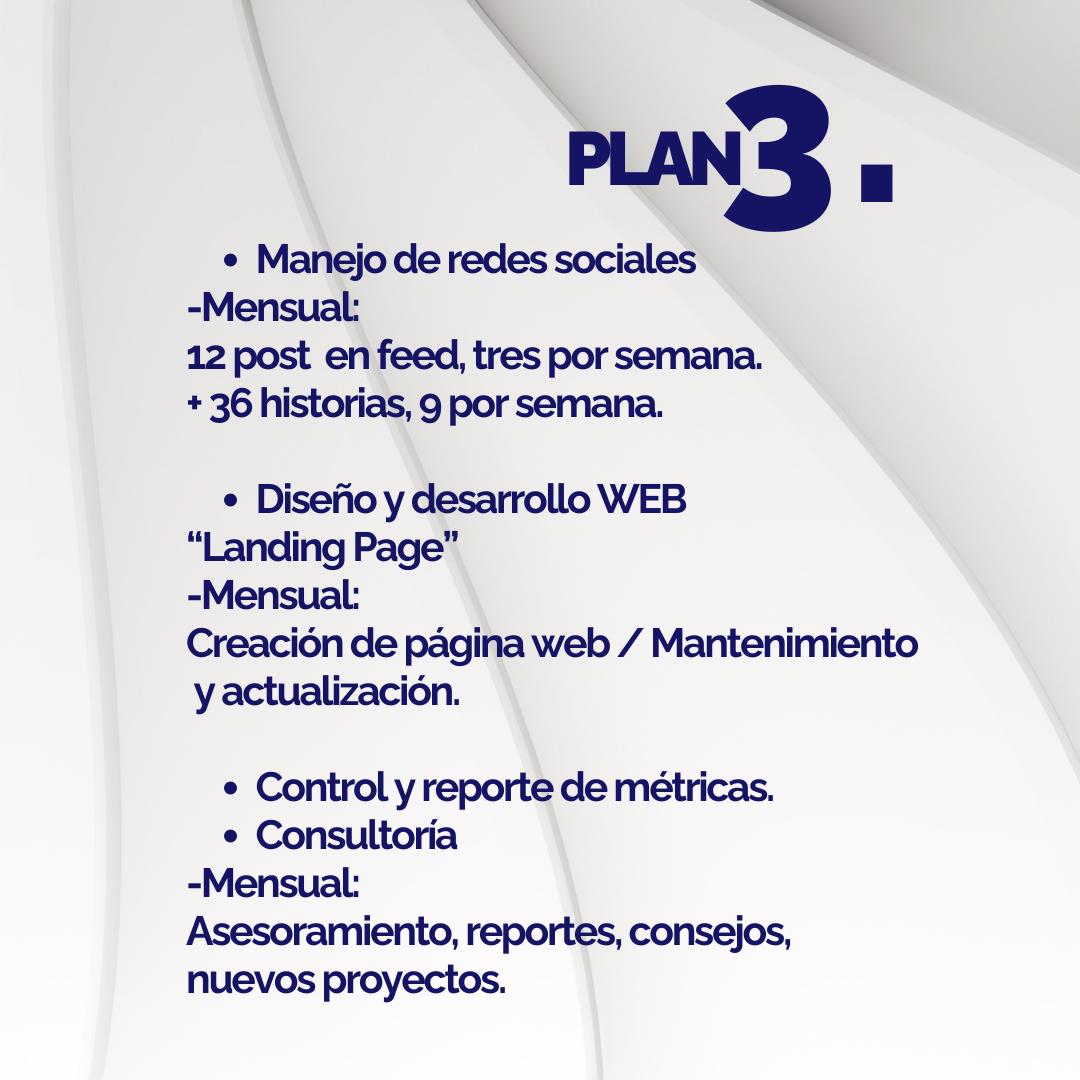 PLAN3.
• Manejo de redes sociales
-Mensual:
12 post  en feed, tres por semana.
+ 36 historias, 9 por semana.
• Diseño y desarrollo WEB
“Landing Page”
-Mensual:
Creación de página web / Mantenimiento
y actualización.
• Control y reporte de métricas.
• Consultoría
-Mensual:
Asesoramiento, reportes, consejos,
nuevos proyectos.